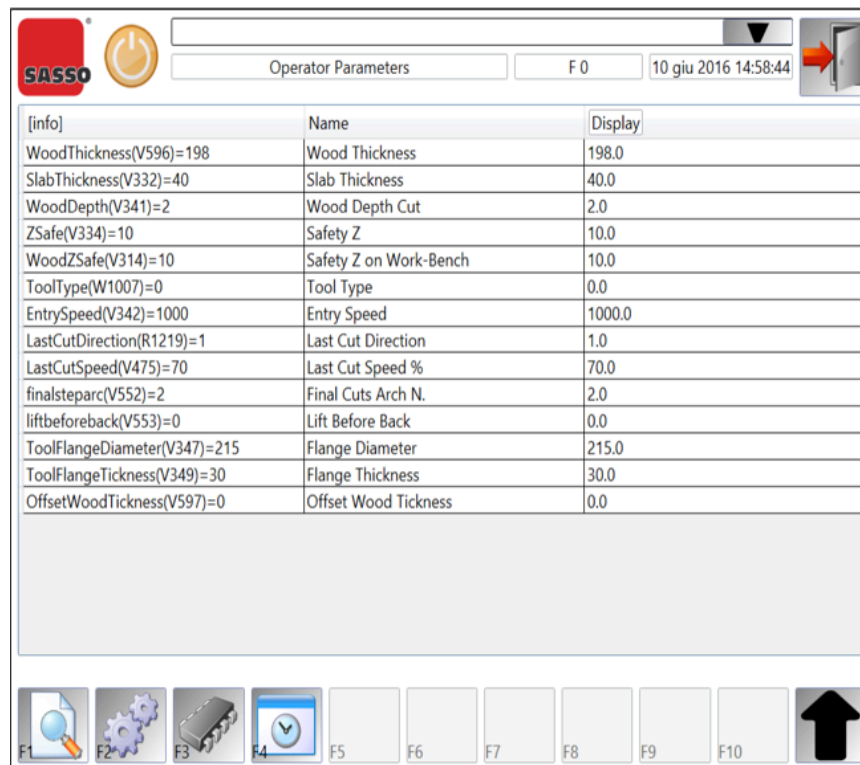 SASSO
®
Operator Parameters F 0 10 giu 2016 14:58:44
[info] Name Display
WoodThickness(V596)=198 Wood Thickness 198.0
SlabThickness(V332)=40 Slab Thickness 40.0
WoodDepth(V341)=2 Wood Depth Cut 2.0
ZSafe(V334)=10 Safety Z 10.0
WoodZSafe(V314)=10 Safety Z on Work-Bench 10.0
ToolType(W1007)=0 Tool Type 0.0
EntrySpeed(V342)=1000 Entry Speed 1000.0
LastCutDirection(R1219)=1 Last Cut Direction 1.0
LastCutSpeed(V475)=70 Last Cut Speed % 70.0
finalsteparc(V552)=2 Final Cuts Arch N. 2.0
liftbeforeback(V553)=0 Lift Before Back 0.0
ToolFlangeDiameter(V347)=215 Flange Diameter 215.0
ToolFlangeTickness(V349)=30 Flange Thickness 30.0
OffsetWoodTickness(V597)=0 Offset Wood Tickness 0.0
F1 F2 F3 F4 F5 F6 F7 F8 F9 F10